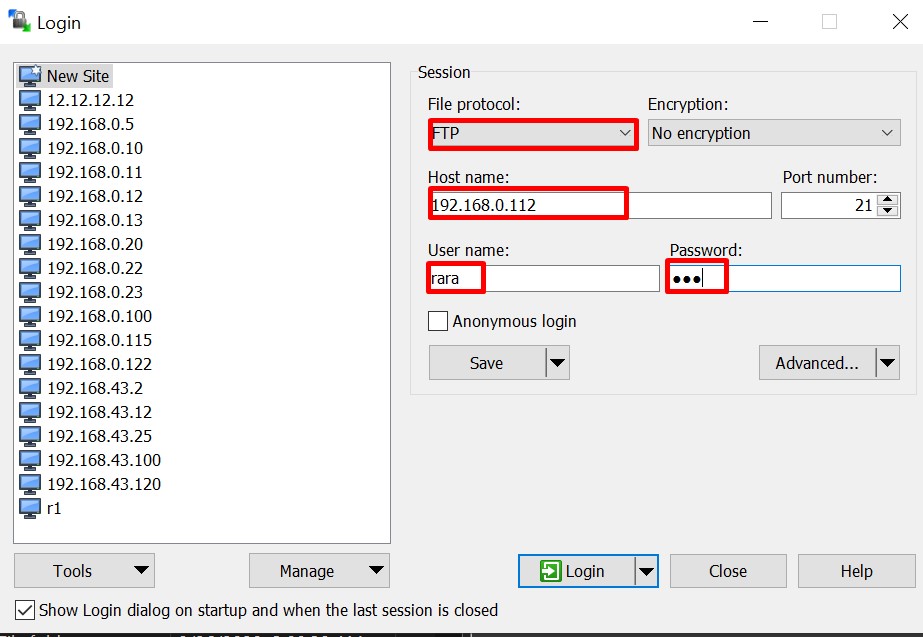 Login
New Site
12.12.12.12
192.168.0.5
192.168.0.10
192.168.0.11
192.168.0.12
192.168.0.13
192.168.0.20
192.168.0.22
192.168.0.23
192.168.0.100
192.168.0.115
192.168.0.122
192.168.43.2
192.168.43.12
192.168.43.25
192.168.43.100
192.168.43.120
r1
Session
File protocol: Encryption:
FTP No encryption
Host name: Port number:
192.168.0.112 21
User name: Password:
rara ●●●
Anonymous login
Save Advanced...
Tools Manage Login Close Help
Show Login dialog on startup and when the last session is closed